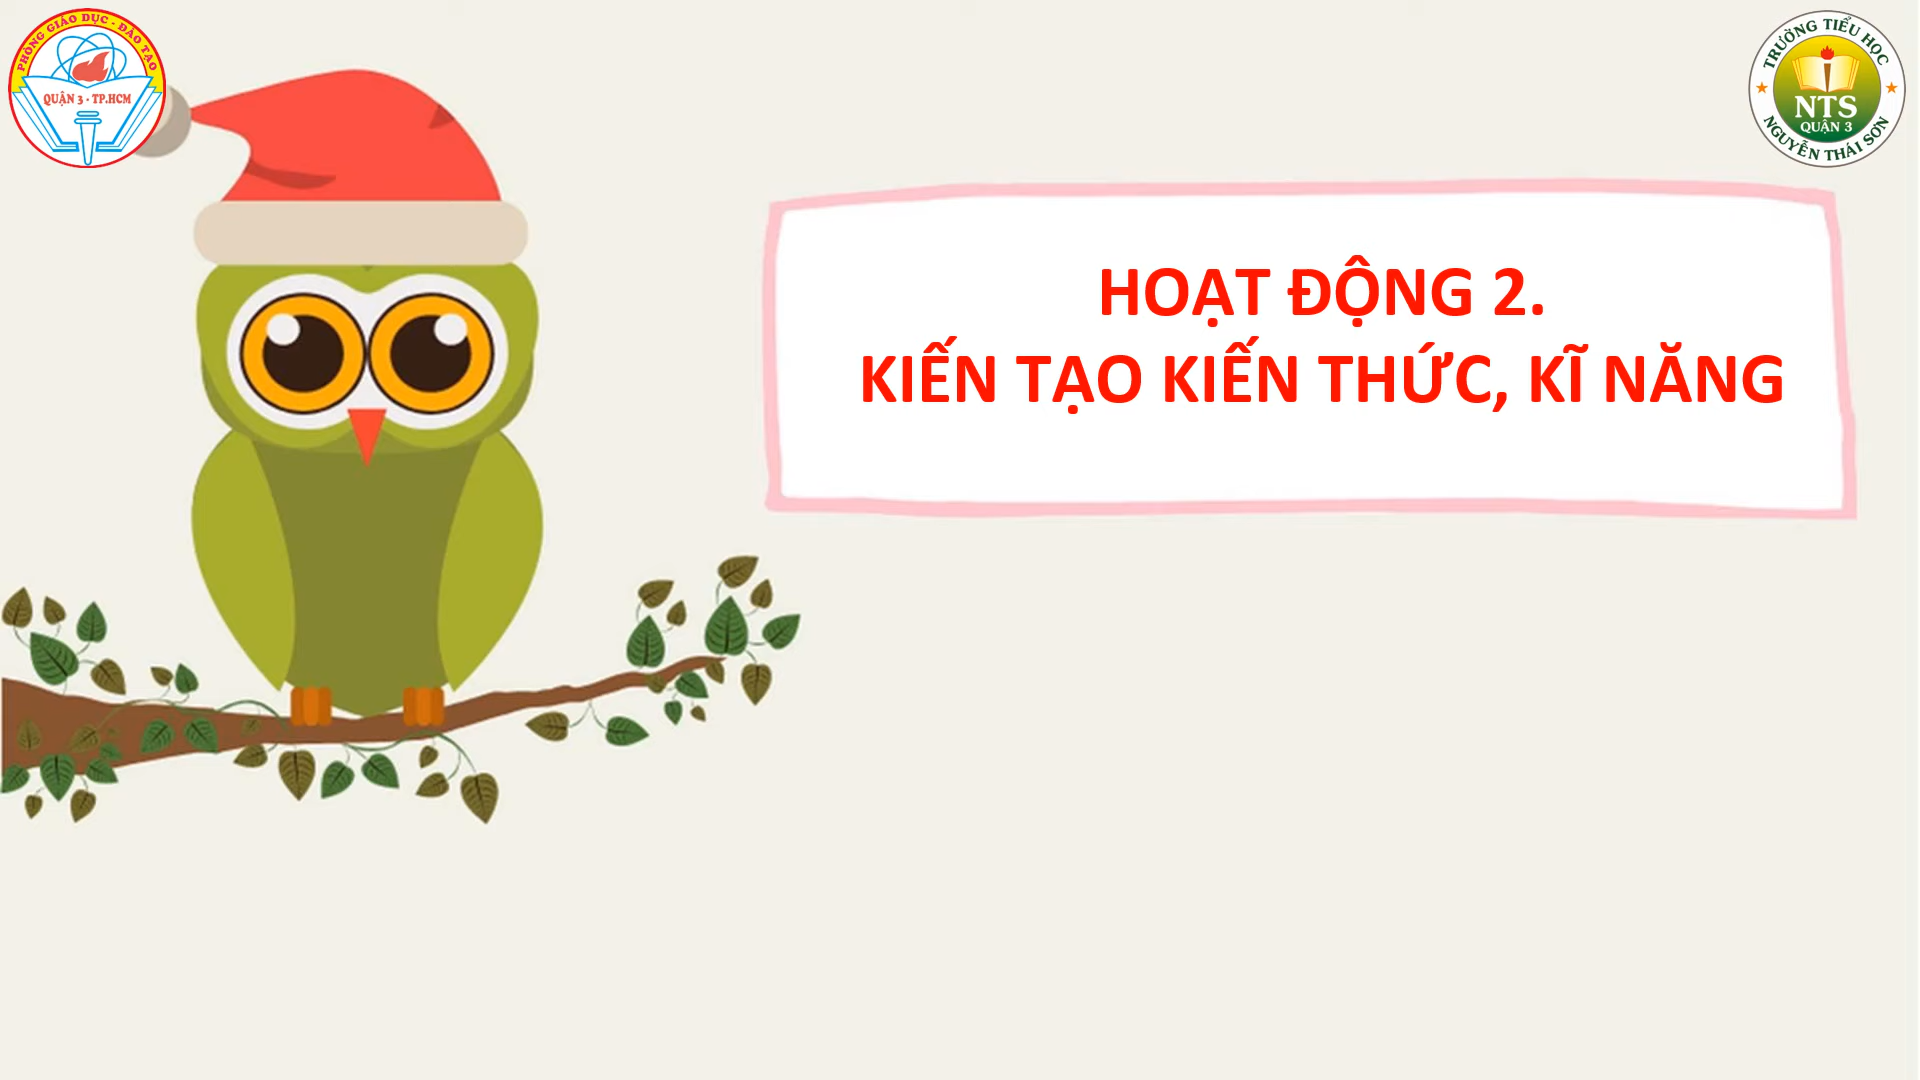 PHÒNG GIÁO DỤC - ĐÀO TẠO
QUẬN 3 - TP.HCM
TRƯỜNG TIỂU HỌC
NTS
QUẬN 3
NGUYỄN THÁI SƠN
HOẠT ĐỘNG 2.
KIẾN TẠO KIẾN THỨC, KĨ NĂNG